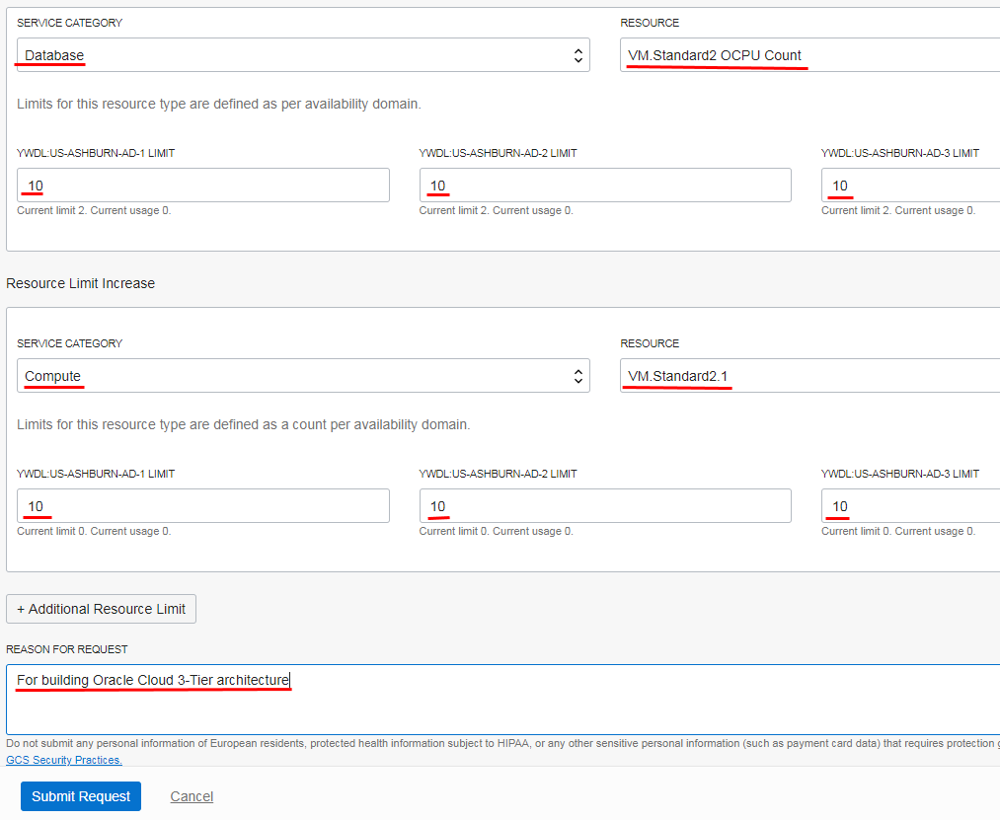 SERVICE CATEGORY RESOURCE
Database VM.Standard2 OCPU Count
Limits for this resource type are defined as per availability domain.
YWDL:US-ASHBURN-AD-1 LIMIT YWDL:US-ASHBURN-AD-2 LIMIT YWDL:US-ASHBURN-AD-3 LIMIT
10 10 10
Current limit 2. Current usage 0. Current limit 2. Current usage 0. Current limit 2. Current usage 0.
Resource Limit Increase
SERVICE CATEGORY RESOURCE
Compute VM.Standard2.1
Limits for this resource type are defined as a count per availability domain.
YWDL:US-ASHBURN-AD-1 LIMIT YWDL:US-ASHBURN-AD-2 LIMIT YWDL:US-ASHBURN-AD-3 LIMIT
10 10 10
Current limit 0. Current usage 0. Current limit 0. Current usage 0. Current limit 0. Current usage 0.
+ Additional Resource Limit
REASON FOR REQUEST
For building Oracle Cloud 3-Tier architecture
Do not submit any personal information of European residents, protected health information subject to HIPAA, or any other sensitive personal information (such as payment card data) that requires protection
GCS Security Practices.
Submit Request Cancel